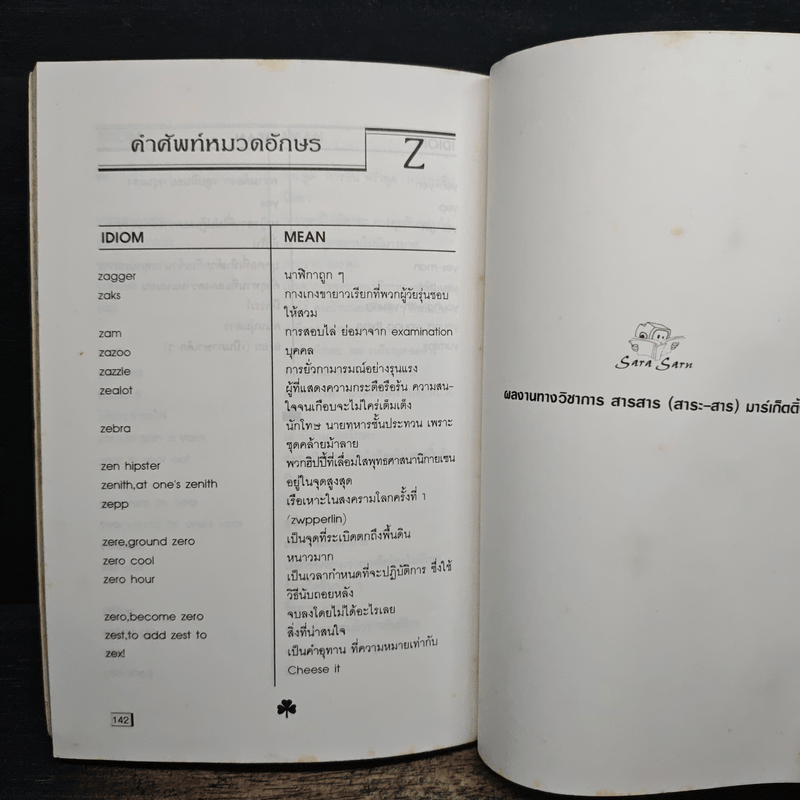 คำศัพท์หมวดอักษร Z
IDIOM MEAN
zagger นาฬิกาถูก ๆ
zaks กางเกงขายาวเรียกที่พวกผู้วัยรุ่นชอบ
ให้สวม
zam การสอบไล่ ย่อมาจาก examination
zazoo บุคคล
zazzle การยั่วกามารมณ์อย่างรุนแรง
zealot ผู้ที่แสดงความกระตือรือร้น ความสน-
ใจจนเกือบจะไม่ใคร่เต็มเต็ง
zebra นักโทษ นายทหารชั้นประทวน เพราะ
ชุดคล้ายม้าลาย
zen hipster พวกฮิปปี้ที่เลื่อมใสพุทธศาสนานิกายเซน
zenith,at one's zenith อยู่ในจุดสูงสุด
zepp เรือเหาะในสงครามโลกครั้งที่ 1
(zwpperlin)
zere,ground zero เป็นจุดที่ระเบิดตกถึงพื้นดิน
zero cool หนาวมาก
zero hour เป็นเวลากำหนดที่จะปฏิบัติการ ซึ่งใช้
วิธีนับถอยหลัง
zero,become zero จบลงโดยไม่ได้อะไรเลย
zest,to add zest to สิ่งที่น่าสนใจ
zex! เป็นคำอุทาน ที่ความหมายเท่ากับ
Cheese it
142
Sara Sarn
ผลงานทางวิชาการ สารสาร (สาระ-สาร) มาร์เก็ตติ้